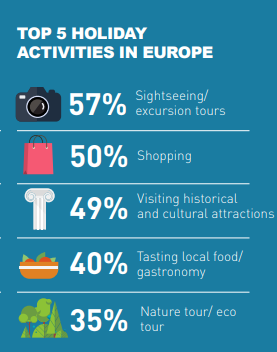 TOP 5 HOLIDAY
ACTIVITIES IN EUROPE
57% Sightseeing/
excursion tours
50% Shopping
49% Visiting historical
and cultural attractions
40% Tasting local food/
gastronomy
35% Nature tour/ eco
tour